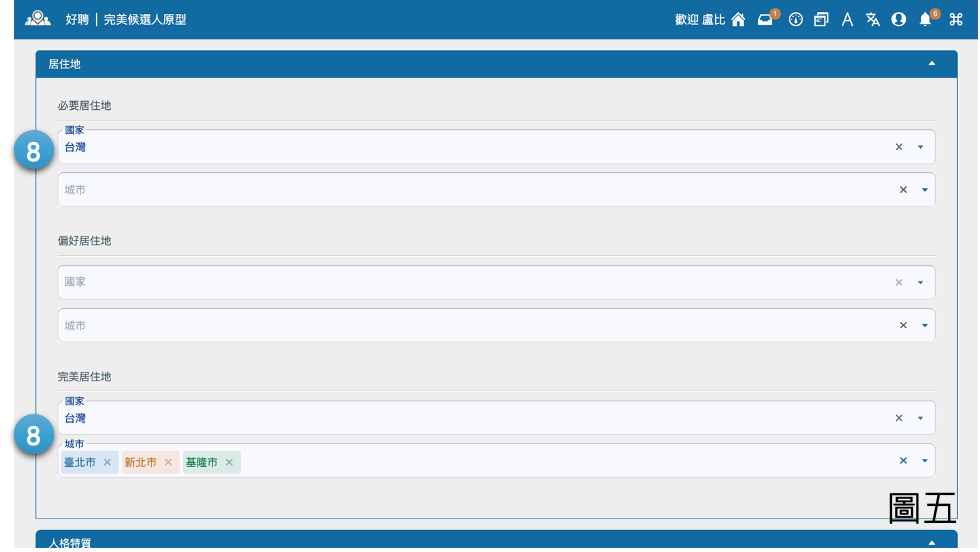 好聘 | 完美候選人原型
歡迎 盧比
1
6
居住地
必要居住地
8
國家
台灣
城市
偏好居住地
國家
城市
完美居住地
8
國家
台灣
城市
臺北市 × 新北市 × 基隆市 ×
圖五
人格特質